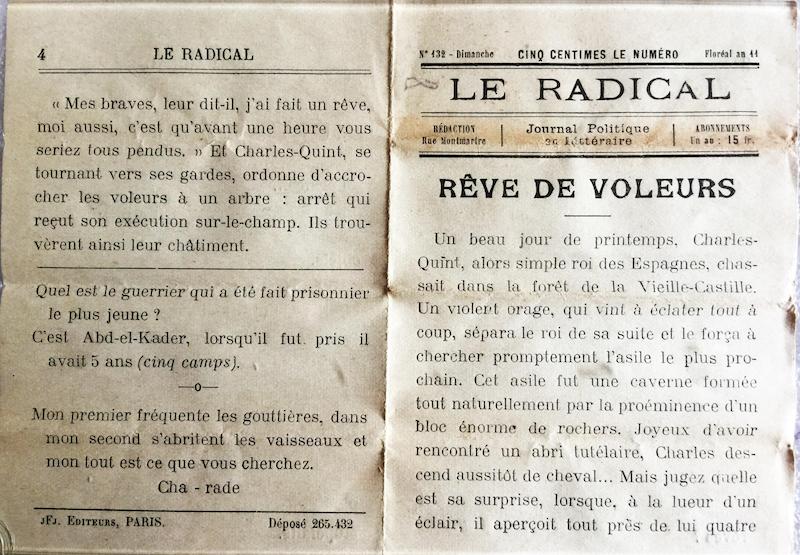 4
LE RADICAL
« Mes braves, leur dit-il, j'ai fait un rêve,
moi aussi, c'est qu'avant une heure vous
seriez tous pendus. » Et Charles-Quint, se
tournant vers ses gardes, ordonne d'accro-
cher les voleurs à un arbre : arrêt qui
reçut son exécution sur-le-champ. Ils trou-
vèrent ainsi leur châtiment.
Quel est le guerrier qui a été fait prisonnier
le plus jeune ?
C'est Abd-el-Kader, lorsqu'il fut pris il
avait 5 ans (cinq camps).
—o—
Mon premier fréquente les gouttières, dans
mon second s'abritent les vaisseaux et
mon tout est ce que vous cherchez.
Cha - rade
JFJ. EDITEURS, PARIS.
Déposé 265.432
N° 132 - Dimanche
CINQ CENTIMES LE NUMÉRO
Floréal an 11
LE RADICAL
RÉDACTION
Rue Montmartre
Journal Politique
en littéraire
ABONNEMENTS
Un an : 15 fr.
RÊVE DE VOLEURS
Un beau jour de printemps, Charles-
Quint, alors simple roi des Espagnes, chas-
sait dans la forêt de la Vieille-Castille.
Un violent orage, qui vint à éclater tout à
coup, sépara le roi de sa suite et le força à
chercher promptement l'asile le plus pro-
chain. Cet asile fut une caverne formée
tout naturellement par la proéminence d'un
bloc énorme de rochers. Joyeux d'avoir
rencontré un abri tutélaire, Charles des-
cend aussitôt de cheval... Mais jugez quelle
est sa surprise, lorsque, à la lueur d'un
éclair, il aperçoit tout près de lui quatre